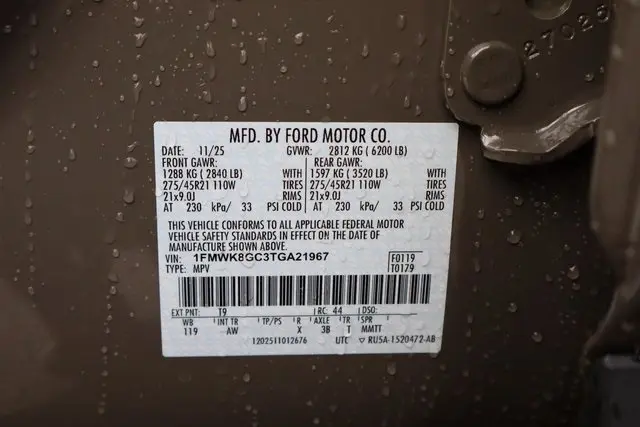 27026
MFD. BY FORD MOTOR CO.
DATE: 11/25 GVWR: 2812 KG ( 6200 LB)
FRONT GAWR: REAR GAWR:
1288 KG ( 2840 LB) WITH 1597 KG ( 3520 LB) WITH
275/45R21 110W TIRES 275/45R21 110W TIRES
21x9.0J RIMS 21x9.0J RIMS
AT 230 kPa/ 33 PSI COLD AT 230 kPa/ 33 PSI COLD
THIS VEHICLE CONFORMS TO ALL APPLICABLE FEDERAL MOTOR
VEHICLE SAFETY STANDARDS IN EFFECT ON THE DATE OF
MANUFACTURE SHOWN ABOVE.
VIN: 1FMWK8GC3TGA21967 F0119
TYPE: MPV T0179
EXT PNT: T9 RC: 44 DSO:
WB INT TR TP/PS R AXLE TR SPR
119 AW X 3B T MMTT
1202511012676 UTC ▽ RU5A-1520472-AB